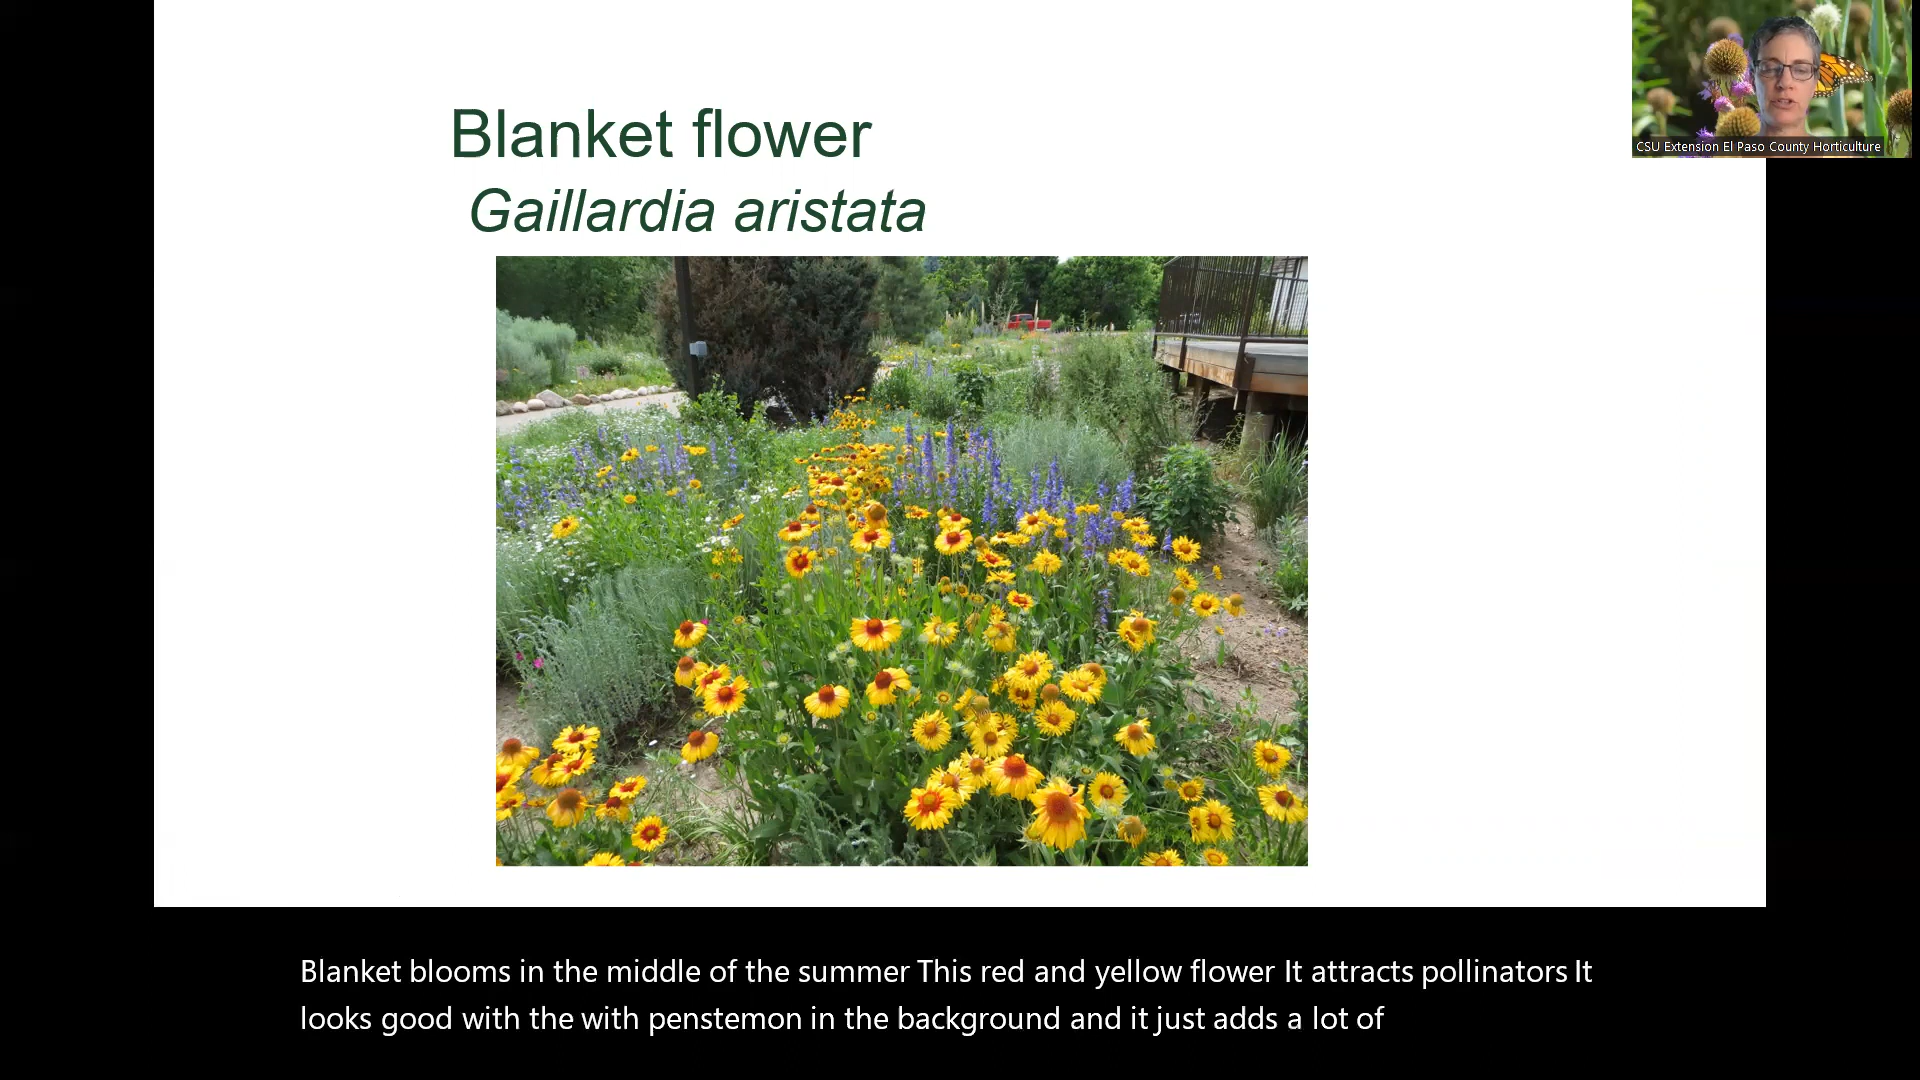 Blanket flower
Gaillardia aristata
CSU Extension El Paso County Horticulture
Blanket blooms in the middle of the summer This red and yellow flower It attracts pollinators It
looks good with the with penstemon in the background and it just adds a lot of